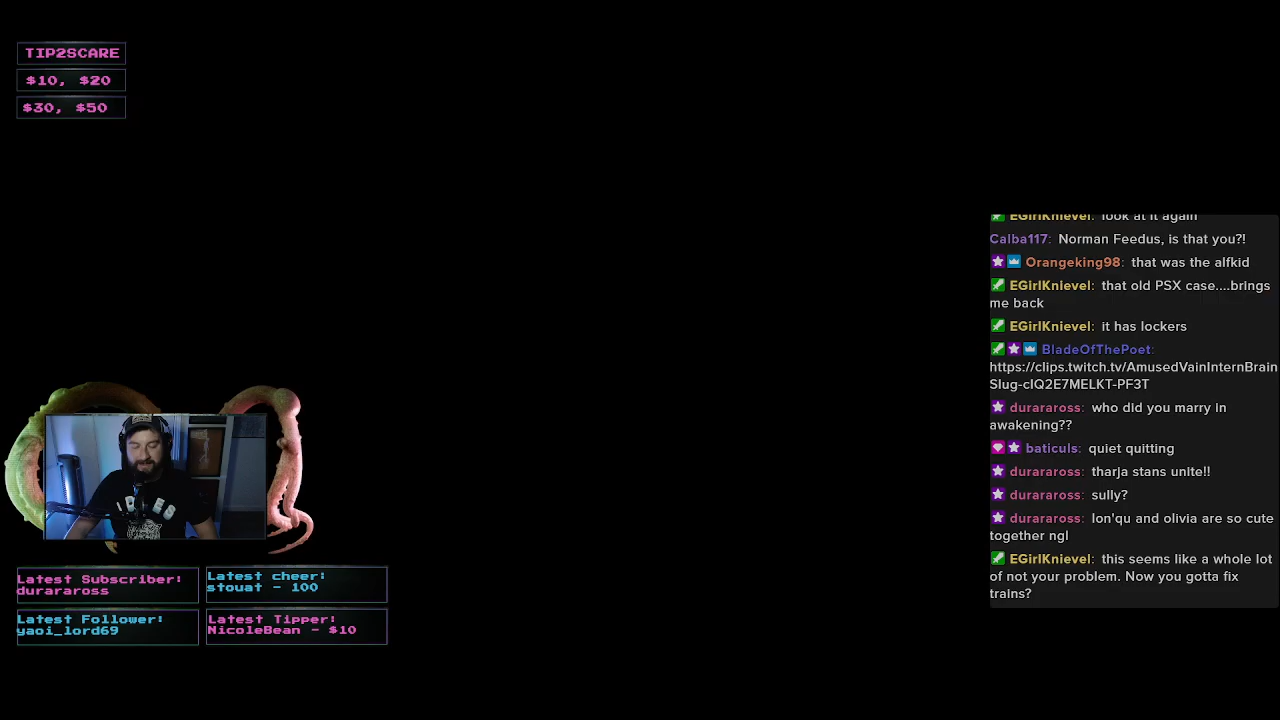 TIP2SCARE
$10, $20
$30, $50
EGirlKnievel: look at it again
Calba117: Norman Feedus, is that you?!
Orangeking98: that was the alfkid
EGirlKnievel: that old PSX case....brings
me back
EGirlKnievel: it has lockers
BladeOfThePoet:
https://clips.twitch.tv/AmusedVainInternBrain
Slug-cIQ2E7MELKT-PF3T
duraraross: who did you marry in
awakening??
baticuls: quiet quitting
duraraross: tharja stans unite!!
duraraross: sully?
duraraross: lon'qu and olivia are so cute
together ngl
EGirlKnievel: this seems like a whole lot
of not your problem. Now you gotta fix
trains?
Latest Subscriber:
duraraross
Latest cheer:
stouat - 100
Latest Follower:
yaoi_lord69
Latest Tipper:
NicoleBean - $10